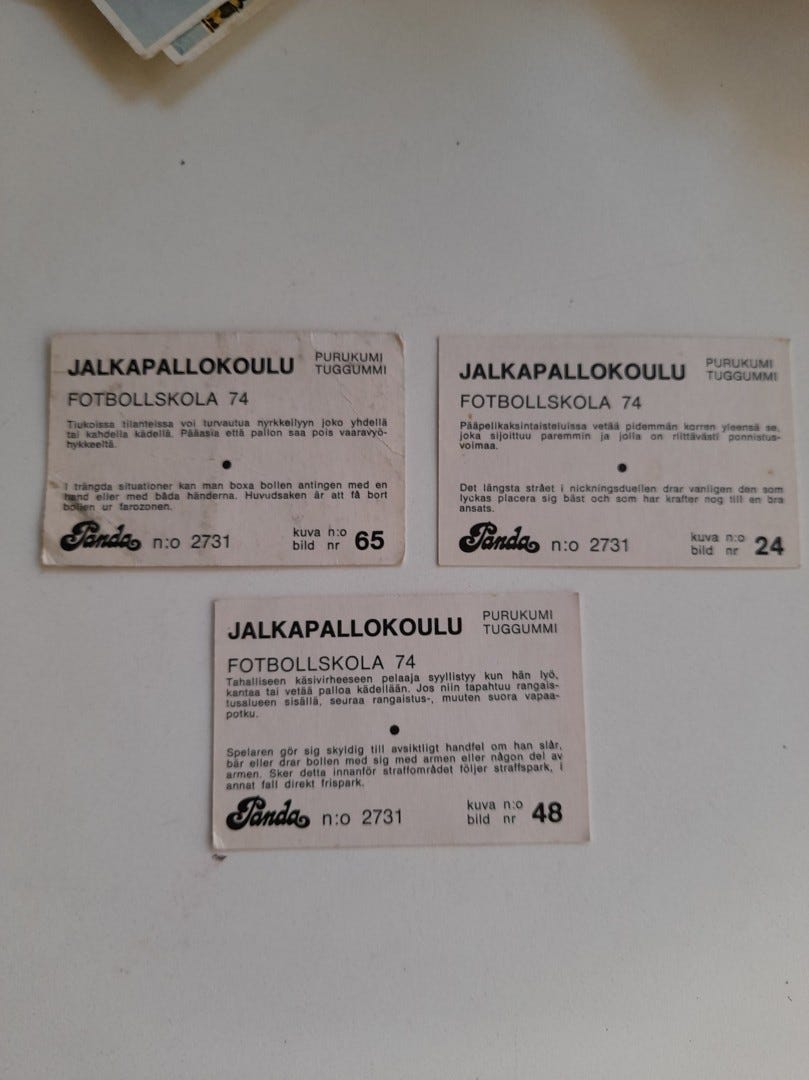 JALKAPALLOKOULU
PURUKUMI
TUGGUMMI
FOTBOLLSKOLA 74
Tiukoissa tilanteissa voi turvautua nyrkkeilyyn joko yhdellä
tai kahdella kädellä. Pääasia että pallon saa pois vaaravyö-
hykkeeltä.
I trängda situationer kan man boxa bollen antingen med en
hand eller med båda händerna. Huvudsaken är att få bort
bollen ur farozonen.
Panda n:o 2731
kuva n:o
bild nr 65
JALKAPALLOKOULU
PURUKUMI
TUGGUMMI
FOTBOLLSKOLA 74
Pääpelikaksintaisteluissa vetää pidemmän korren yleensä se,
joka sijoittuu paremmin ja jolla on riittävästi ponnistus-
voimaa.
Det längsta strået i nickningsduellen drar vanligen den som
lyckas placera sig bäst och som har krafter nog till en bra
ansats.
Panda n:o 2731
kuva n:o
bild nr 24
JALKAPALLOKOULU
PURUKUMI
TUGGUMMI
FOTBOLLSKOLA 74
Tahalliseen käsivirheeseen pelaaja syyllistyy kun hän lyö,
kantaa tai vetää palloa kädellään. Jos niin tapahtuu rangais-
tusalueen sisällä, seuraa rangaistus-, muuten suora vapaa-
potku.
Spelaren gör sig skyldig till avsiktligt handfel om han slår,
bär eller drar bollen med sig med armen eller någon del av
armen. Sker detta innanför straffområdet följer straffspark, i
annat fall direkt frispark.
Panda n:o 2731
kuva n:o
bild nr 48